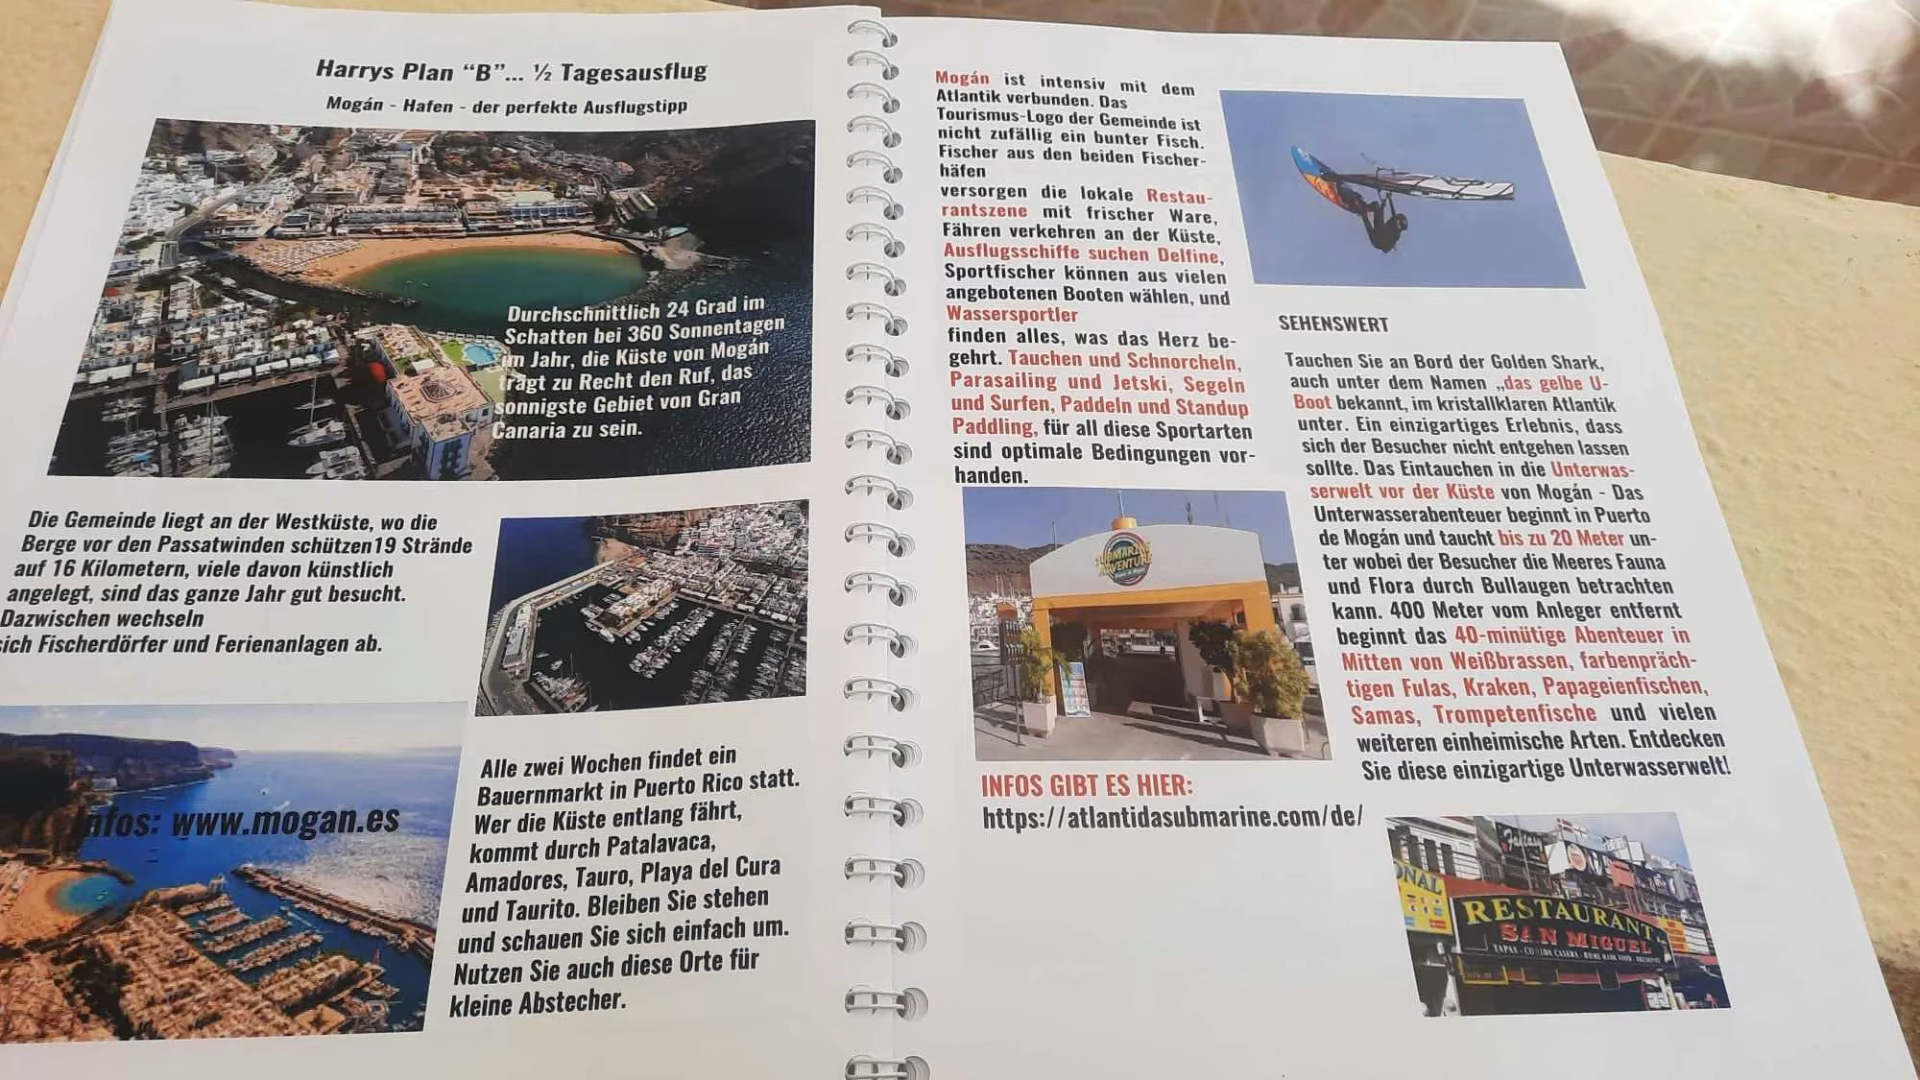 Harrys Plan “B”... ½ Tagesausflug
Mogán - Hafen - der perfekte Ausflugstipp
Durchschnittlich 24 Grad im
Schatten bei 360 Sonnentagen
im Jahr, die Küste von Mogán
trägt zu Recht den Ruf, das
sonnigste Gebiet von Gran
Canaria zu sein.
Die Gemeinde liegt an der Westküste, wo die
Berge vor den Passatwinden schützen19 Strände
auf 16 Kilometern, viele davon künstlich
angelegt, sind das ganze Jahr gut besucht.
Dazwischen wechseln
sich Fischerdörfer und Ferienanlagen ab.
Infos: www.mogan.es
Alle zwei Wochen findet ein
Bauernmarkt in Puerto Rico statt.
Wer die Küste entlang fährt,
kommt durch Patalavaca,
Amadores, Tauro, Playa del Cura
und Taurito. Bleiben Sie stehen
und schauen Sie sich einfach um.
Nutzen Sie auch diese Orte für
kleine Abstecher.
Mogán ist intensiv mit dem
Atlantik verbunden. Das
Tourismus-Logo der Gemeinde ist
nicht zufällig ein bunter Fisch.
Fischer aus den beiden Fischer-
häfen
versorgen die lokale Restau-
rantszene mit frischer Ware,
Fähren verkehren an der Küste,
Ausflugsschiffe suchen Delfine,
Sportfischer können aus vielen
angebotenen Booten wählen, und
Wassersportler
finden alles, was das Herz be-
gehrt. Tauchen und Schnorcheln,
Parasailing und Jetski, Segeln
und Surfen, Paddeln und Standup
Paddling, für all diese Sportarten
sind optimale Bedingungen vor-
handen.
SUBMARINE
ADVENTURE
INFOS GIBT ES HIER:
https://atlantidasubmarine.com/de/
SEHENSWERT
Tauchen Sie an Bord der Golden Shark,
auch unter dem Namen „das gelbe U-
Boot bekannt, im kristallklaren Atlantik
unter. Ein einzigartiges Erlebnis, dass
sich der Besucher nicht entgehen lassen
sollte. Das Eintauchen in die Unterwas-
serwelt vor der Küste von Mogán - Das
Unterwasserabenteuer beginnt in Puerto
de Mogán und taucht bis zu 20 Meter un-
ter wobei der Besucher die Meeres Fauna
und Flora durch Bullaugen betrachten
kann. 400 Meter vom Anleger entfernt
beginnt das 40-minütige Abenteuer in
Mitten von Weißbrassen, farbenpräch-
tigen Fulas, Kraken, Papageienfischen,
Samas, Trompetenfische und vielen
weiteren einheimische Arten. Entdecken
Sie diese einzigartige Unterwasserwelt!
Fantasy
ONAL
RESTAURANT
SAN MIGUEL
TAPAS - COMIDA CASERA - HOME MADE FOOD - BREAKFAST